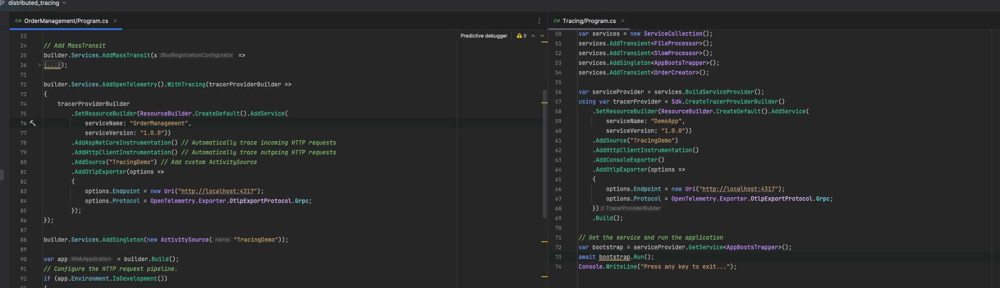 distributed_tracing
C# OrderManagement/Program.cs
23
24 // Add MassTransit
25 builder.Services.AddMassTransit(x :IBusRegistrationConfigurator =>
26 {...});
71
72 builder.Services.AddOpenTelemetry().WithTracing(tracerProviderBuilder =>
73 {
74 tracerProviderBuilder
75 .SetResourceBuilder(ResourceBuilder.CreateDefault().AddService(
76 serviceName: "OrderManagement",
77 serviceVersion: "1.0.0"))
78 .AddAspNetCoreInstrumentation() // Automatically trace incoming HTTP requests
79 .AddHttpClientInstrumentation() // Automatically trace outgoing HTTP requests
80 .AddSource("TracingDemo") // Add custom ActivitySource
81 .AddOtlpExporter(options =>
82 {
83 options.Endpoint = new Uri("http://localhost:4317");
84 options.Protocol = OpenTelemetry.Exporter.OtlpExportProtocol.Grpc;
85 });
86 });
87
88 builder.Services.AddSingleton(new ActivitySource( name: "TracingDemo"));
89
90 var app :WebApplication = builder.Build();
91 // Configure the HTTP request pipeline.
92 if (app.Environment.IsDevelopment())
93 {
Predictive debugger 9
C# Tracing/Program.cs
50 var services = new ServiceCollection();
51 services.AddTransient<FileProcessor>();
52 services.AddTransient<SlowProcessor>();
53 services.AddSingleton<AppBootsTrapper>();
54 services.AddTransient<OrderCreator>();
55
56 var serviceProvider = services.BuildServiceProvider();
57 using var tracerProvider = Sdk.CreateTracerProviderBuilder()
58 .SetResourceBuilder(ResourceBuilder.CreateDefault().AddService(
59 serviceName: "DemoApp",
60 serviceVersion: "1.0.0"))
61 .AddSource("TracingDemo")
62 .AddHttpClientInstrumentation()
63 .AddConsoleExporter()
64 .AddOtlpExporter(options =>
65 {
66 options.Endpoint = new Uri("http://localhost:4317");
67 options.Protocol = OpenTelemetry.Exporter.OtlpExportProtocol.Grpc;
68 }) // TracerProviderBuilder
69 .Build();
70
71 // Get the service and run the application
72 var bootstrap = serviceProvider.GetService<AppBootsTrapper>();
73 await bootstrap.Run();
74 Console.WriteLine("Press any key to exit...");